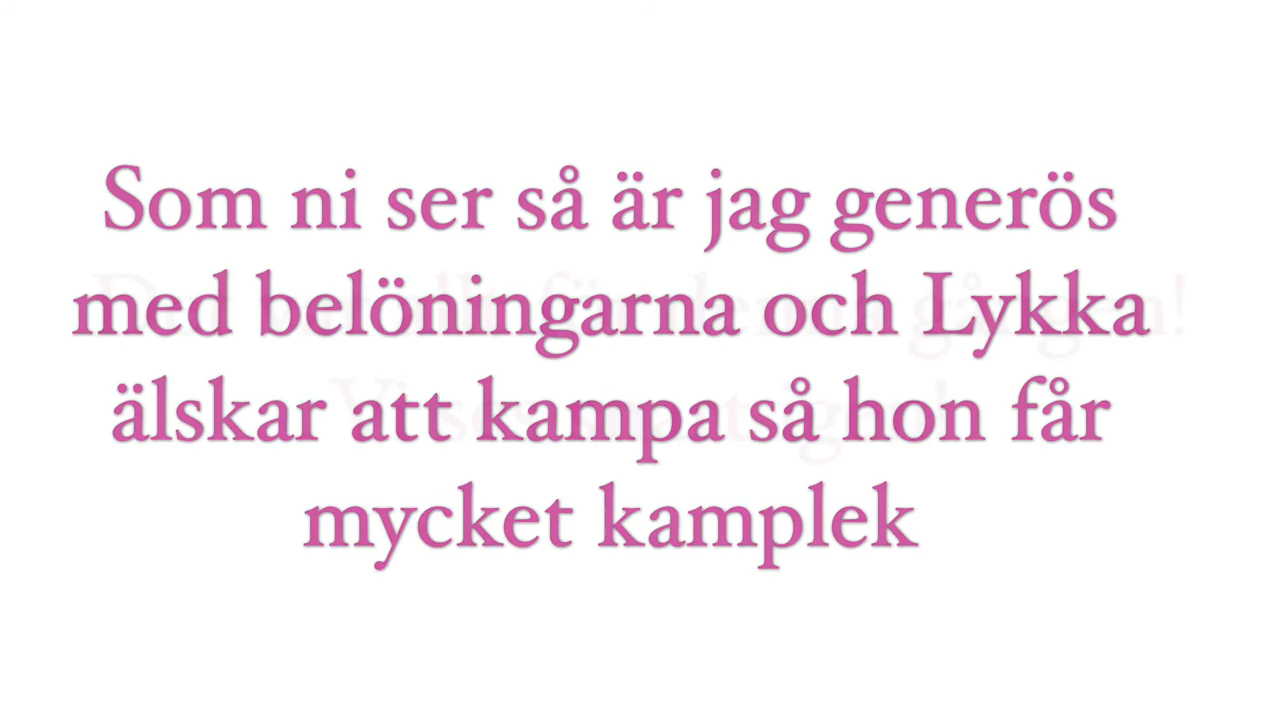 Som ni ser så är jag generös
med belöningarna och Lykka
älskar att kampa så hon får
mycket kamplek